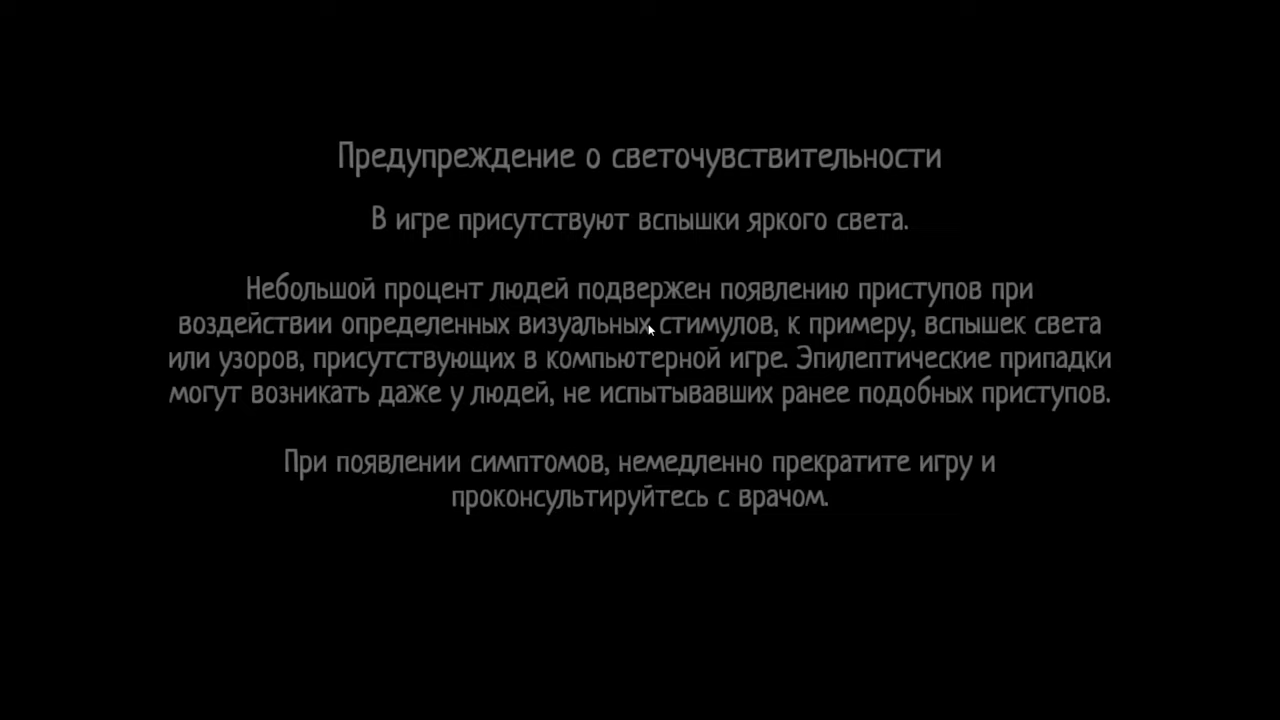 Предупреждение о светочувствительности
В игре присутствуют вспышки яркого света.
Небольшой процент людей подвержен появлению приступов при
воздействии определенных визуальных стимулов, к примеру, вспышек света
или узоров, присутствующих в компьютерной игре. Эпилептические припадки
могут возникать даже у людей, не испытывавших ранее подобных приступов.
При появлении симптомов, немедленно прекратите игру и
проконсультируйтесь с врачом.